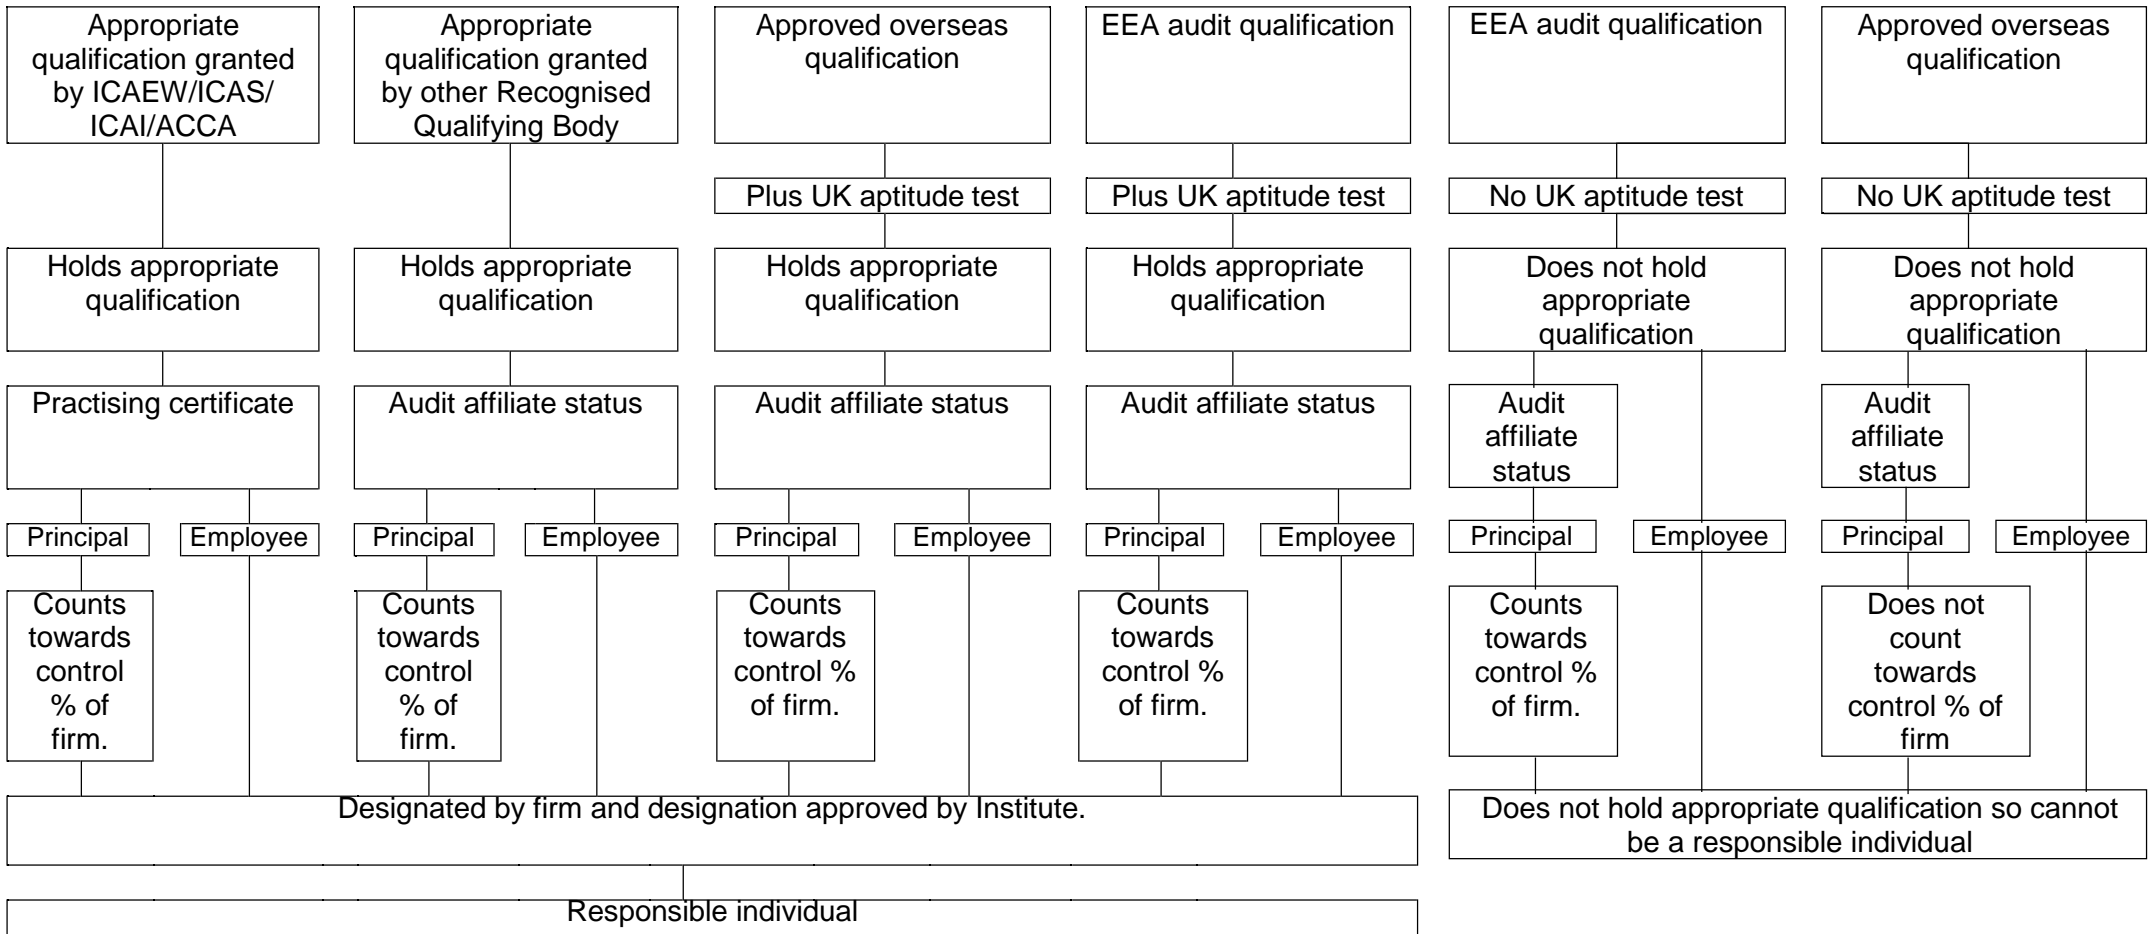 Appropriate
qualification granted
by ICAEW/ICAS/
ICAI/ACCA
Appropriate
qualification granted
by other Recognised
Qualifying Body
Approved overseas
qualification
EEA audit qualification
EEA audit qualification
Approved overseas
qualification
Plus UK aptitude test
Plus UK aptitude test
No UK aptitude test
No UK aptitude test
Holds appropriate
qualification
Holds appropriate
qualification
Holds appropriate
qualification
Holds appropriate
qualification
Does not hold
appropriate
qualification
Does not hold
appropriate
qualification
Practising certificate
Audit affiliate status
Audit affiliate status
Audit affiliate status
Audit
affiliate
status
Audit
affiliate
status
Principal
Employee
Principal
Employee
Principal
Employee
Principal
Employee
Principal
Employee
Principal
Employee
Counts
towards
control
% of
firm.
Counts
towards
control
% of
firm.
Counts
towards
control %
of firm.
Counts
towards
control %
of firm.
Counts
towards
control %
of firm.
Does not
count
towards
control % of
firm
Designated by firm and designation approved by Institute.
Does not hold appropriate qualification so cannot
be a responsible individual
Responsible individual